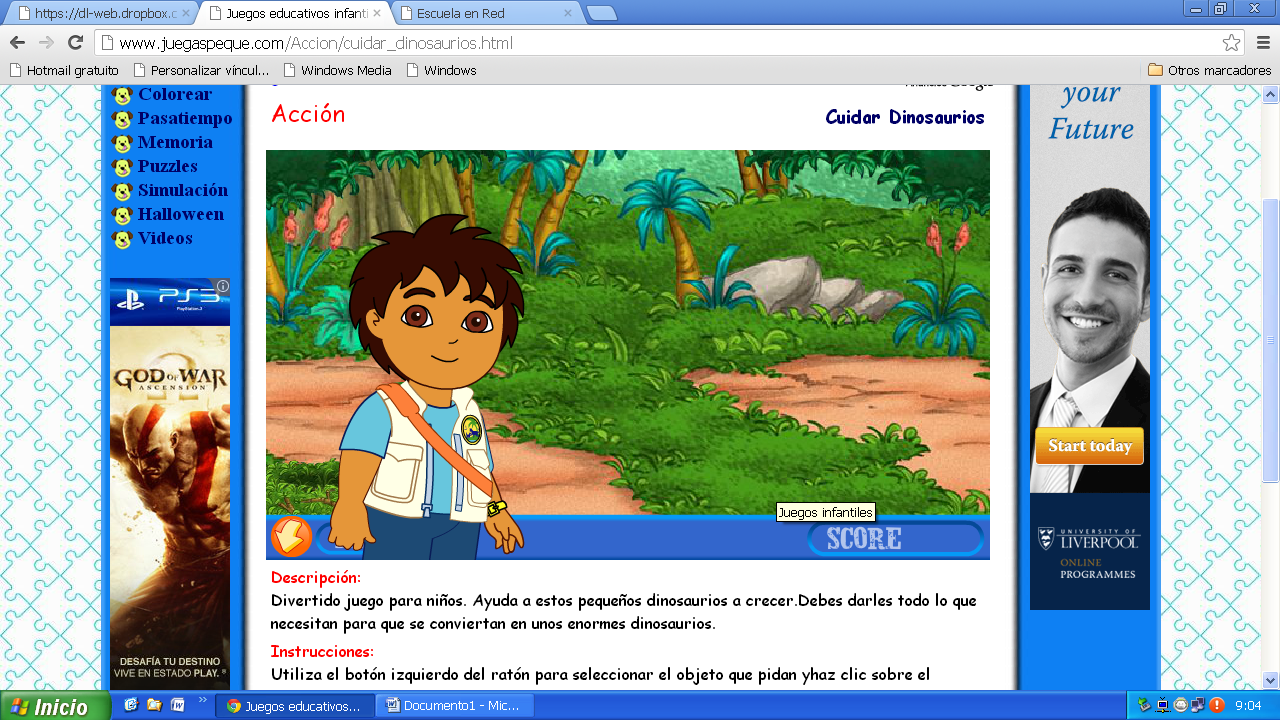 https://dl-web.dropbox.c
Juegos educativos infanti
Escuela en Red
www.juegaspeque.com/Accion/cuidar_dinosaurios.html
Hotmail gratuito
Personalizar víncul...
Windows Media
Windows
Otros marcadores
Colorear
Pasatiempo
Memoria
Puzzles
Simulación
Halloween
Videos
Acción
Cuidar Dinosaurios
your
Future
PS3
PlayStation.3
GOD OF WAR
ASCENSION
DESAFÍA TU DESTINO
VIVE EN ESTADO PLAY.
Start today
UNIVERSITY OF
LIVERPOOL
ONLINE
PROGRAMMES
Juegos infantiles
SCORE
Descripción:
Divertido juego para niños. Ayuda a estos pequeños dinosaurios a crecer.Debes darles todo lo que
necesitan para que se conviertan en unos enormes dinosaurios.
Instrucciones:
Utiliza el botón izquierdo del ratón para seleccionar el objeto que pidan yhaz clic sobre el
Inicio
Juegos educativos...
Documento1 - Mic...
9:04